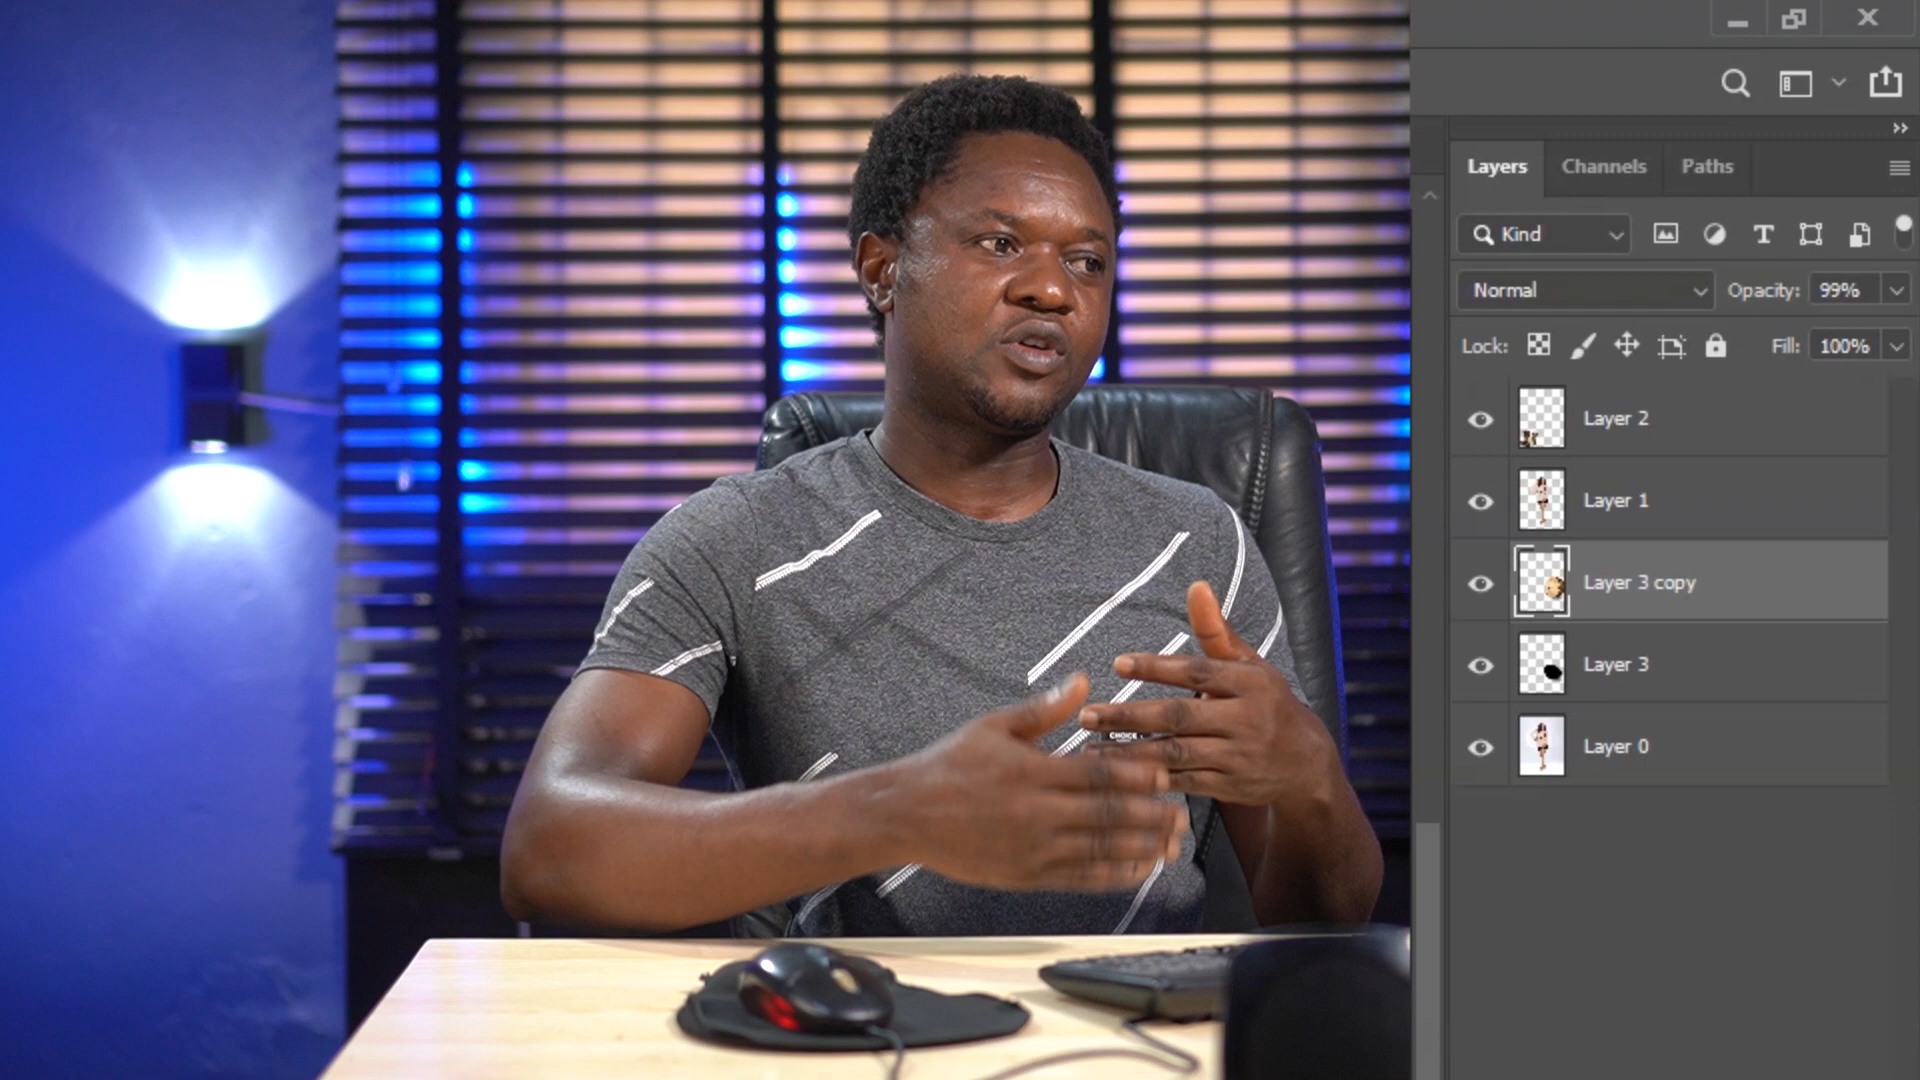 Layers Channels Paths
Kind
Normal Opacity: 99%
Lock: Fill: 100%
Layer 2
Layer 1
Layer 3 copy
Layer 3
Layer 0
CHOICE